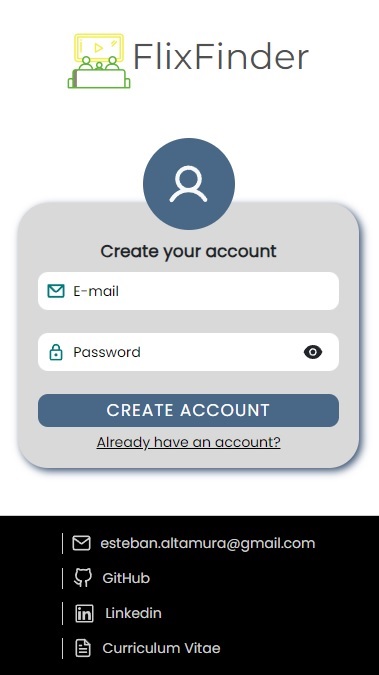 FlixFinder
Create your account
E-mail
Password
CREATE ACCOUNT
Already have an account?
esteban.altamura@gmail.com
GitHub
Linkedin
Curriculum Vitae